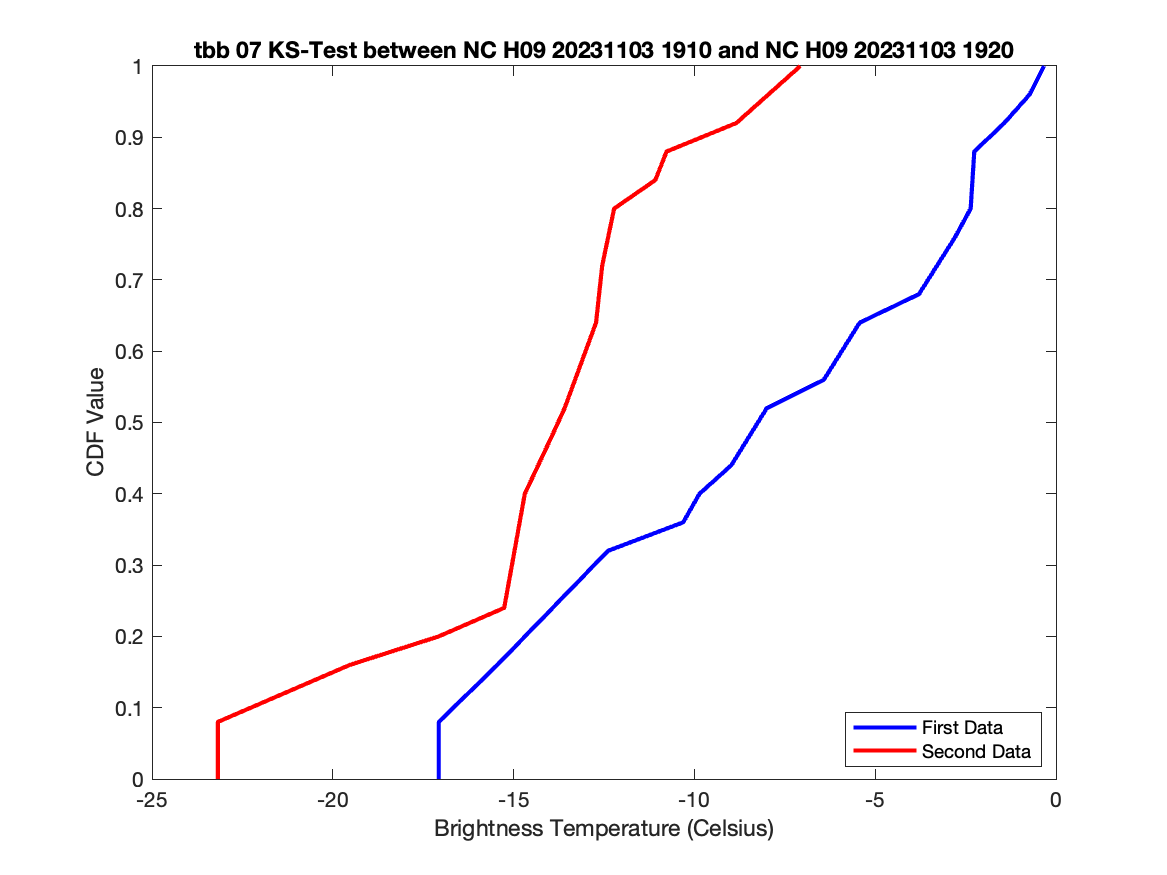 tbb 07 KS-Test between NC H09 20231103 1910 and NC H09 20231103 1920
1
0.9
0.8
0.7
0.6
0.5
0.4
0.3
0.2
0.1
0
CDF Value
First Data
Second Data
-25 -20 -15 -10 -5 0
Brightness Temperature (Celsius)